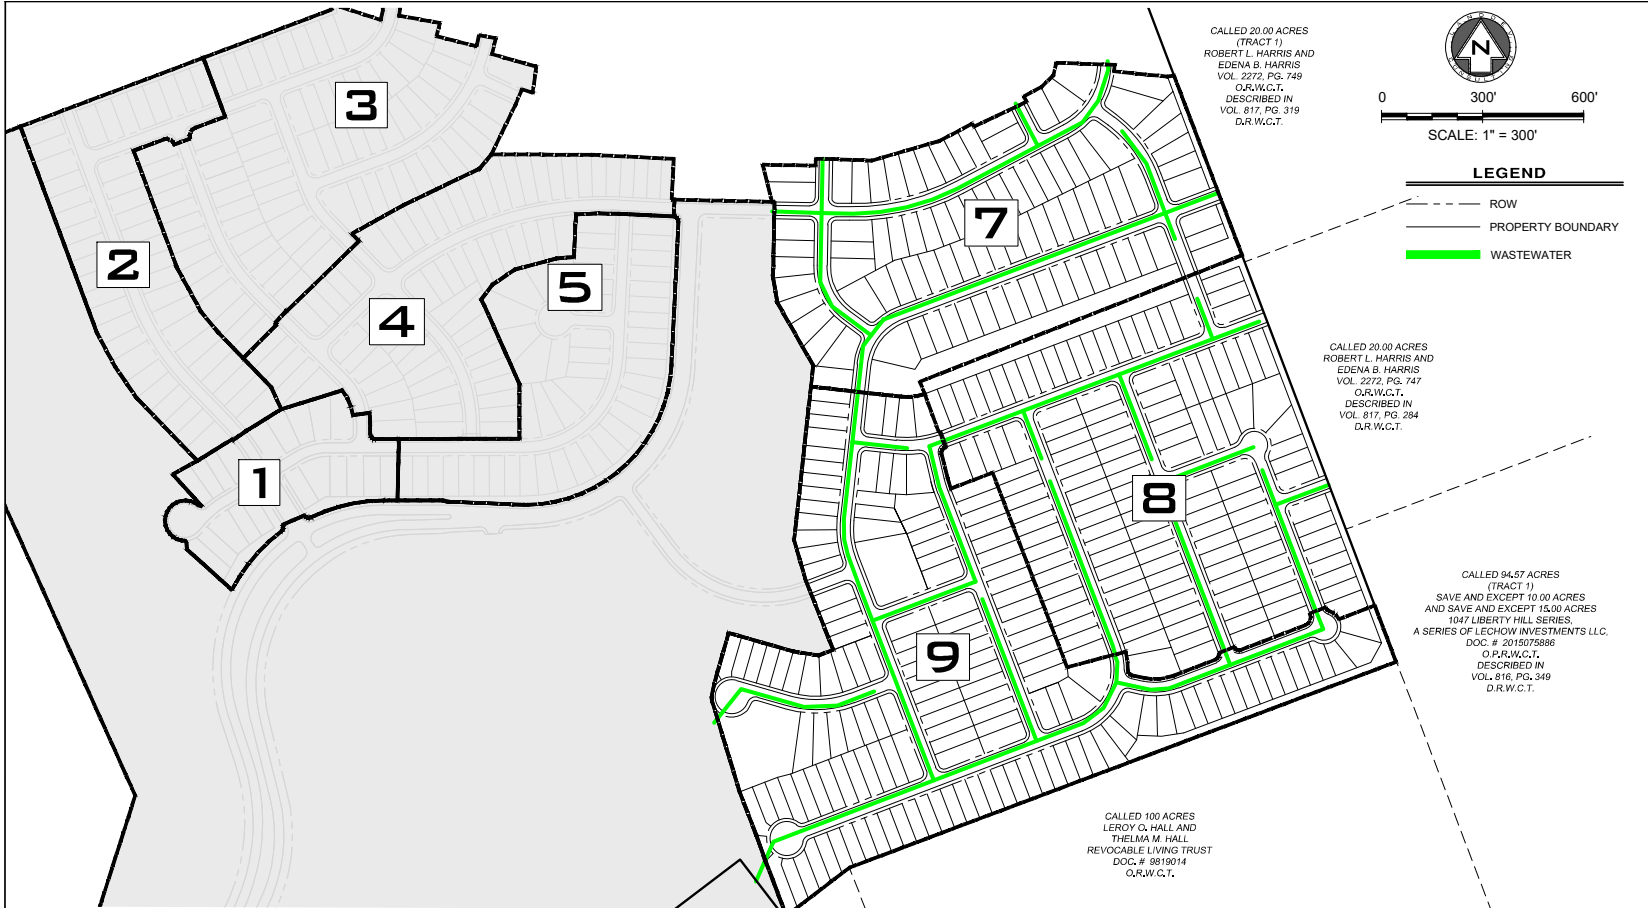 CALLED 20.00 ACRES
(TRACT 1)
ROBERT L. HARRIS AND
EDENA B. HARRIS
VOL. 2272, PG. 749
O.R.W.C.T.
DESCRIBED IN
VOL. 817, PG. 319
D.R.W.C.T.
N
0 300' 600'
SCALE: 1" = 300'
LEGEND
ROW
PROPERTY BOUNDARY
WASTEWATER
3
2
5
4
1
7
8
9
CALLED 20.00 ACRES
ROBERT L. HARRIS AND
EDENA B. HARRIS
VOL. 2272, PG. 747
O.R.W.C.T.
DESCRIBED IN
VOL. 817, PG. 284
D.R.W.C.T.
CALLED 94.57 ACRES
(TRACT 1)
SAVE AND EXCEPT 10.00 ACRES
AND SAVE AND EXCEPT 15.00 ACRES
1047 LIBERTY HILL SERIES,
A SERIES OF LECHOW INVESTMENTS LLC,
DOC. # 2015075886
O.P.R.W.C.T.
DESCRIBED IN
VOL. 816, PG. 349
D.R.W.C.T.
CALLED 100 ACRES
LEROY O. HALL AND
THELMA M. HALL
REVOCABLE LIVING TRUST
DOC. # 9819014
O.R.W.C.T.